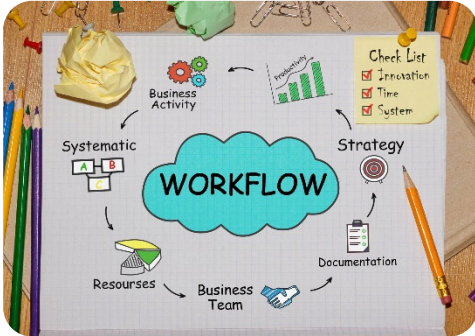 Check List
Innovation
Time
System
Productivity
Business
Activity
Systematic
A B
C
Strategy
WORKFLOW
Documentation
Resourses
Business
Team